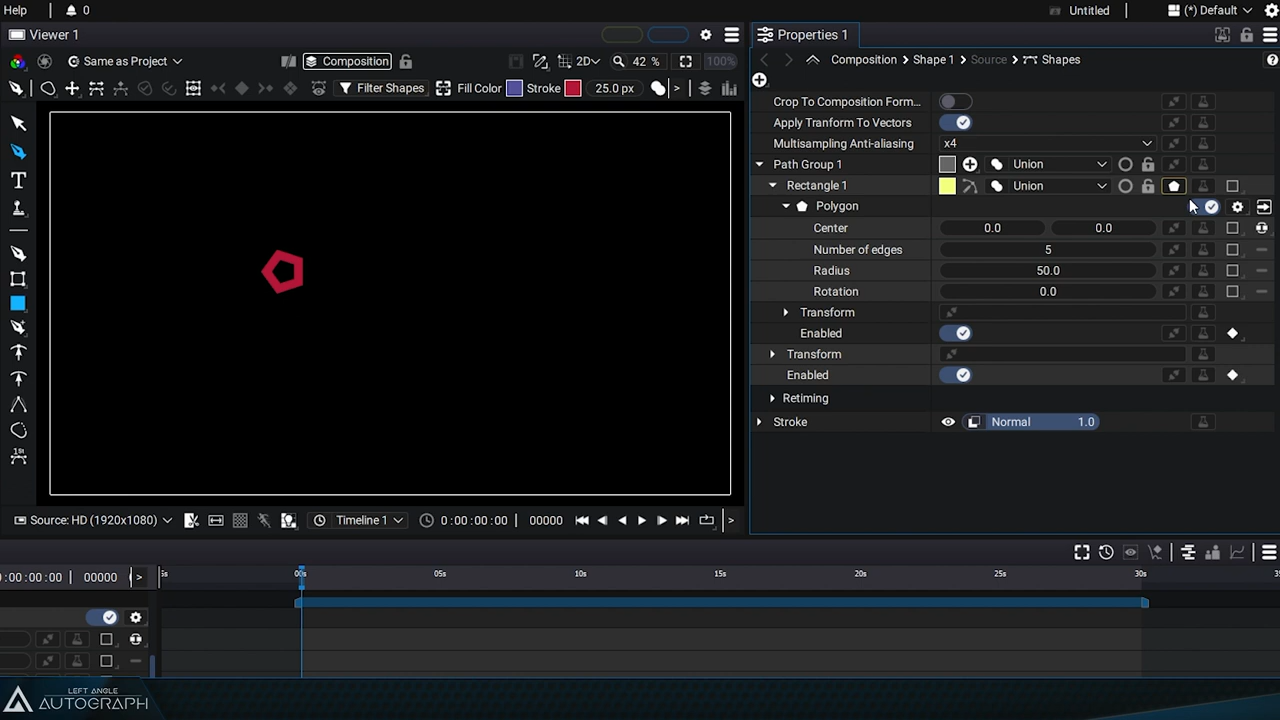 Help 0 Untitled (*) Default
Viewer 1 Properties 1
Same as Project Composition 2D 42 % 100% Composition Shape 1 Source Shapes
Filter Shapes Fill Color Stroke 25.0 px
Crop To Composition Form...
Apply Tranform To Vectors
Multisampling Anti-aliasing x4
Path Group 1 Union
Rectangle 1 Union
Polygon
Center 0.0 0.0
Number of edges 5
Radius 50.0
Rotation 0.0
Transform
Enabled
Transform
Enabled
Retiming
Stroke Normal 1.0
T
1St
Source: HD (1920x1080) Timeline 1 0:00:00:00 00000
:00:00:00 00000
5s 00s 05s 10s 15s 20s 25s 30s 35
LEFT ANGLE
AUTOGRAPH